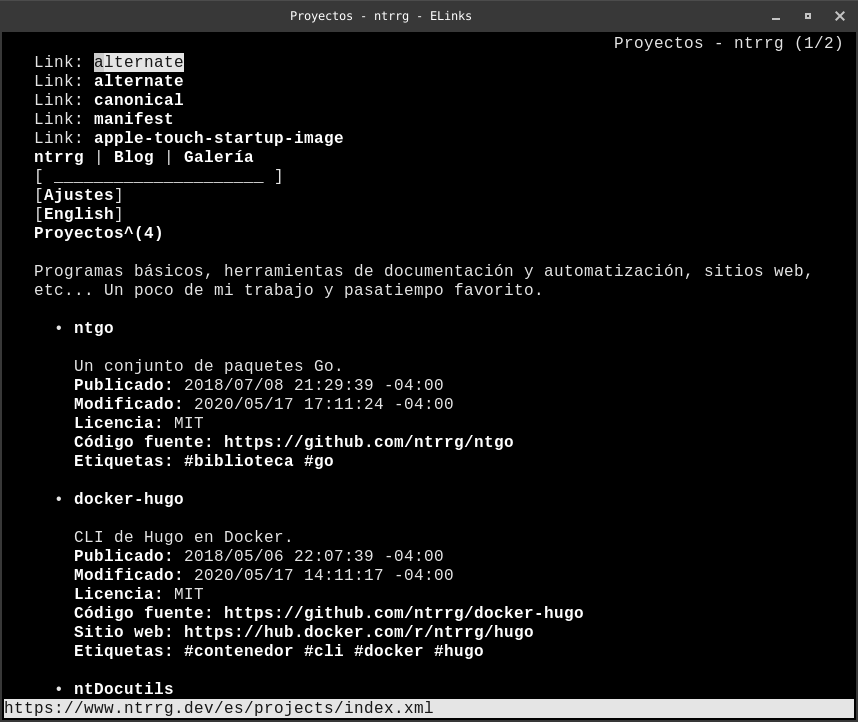 Proyectos - ntrrg - ELinks
Proyectos - ntrrg (1/2)
Link: alternate
Link: alternate
Link: canonical
Link: manifest
Link: apple-touch-startup-image
ntrrg | Blog | Galería
[ _____________________ ]
[Ajustes]
[English]
Proyectos^(4)
Programas básicos, herramientas de documentación y automatización, sitios web,
etc... Un poco de mi trabajo y pasatiempo favorito.
• ntgo
Un conjunto de paquetes Go.
Publicado: 2018/07/08 21:29:39 -04:00
Modificado: 2020/05/17 17:11:24 -04:00
Licencia: MIT
Código fuente: https://github.com/ntrrg/ntgo
Etiquetas: #biblioteca #go
• docker-hugo
CLI de Hugo en Docker.
Publicado: 2018/05/06 22:07:39 -04:00
Modificado: 2020/05/17 14:11:17 -04:00
Licencia: MIT
Código fuente: https://github.com/ntrrg/docker-hugo
Sitio web: https://hub.docker.com/r/ntrrg/hugo
Etiquetas: #contenedor #cli #docker #hugo
• ntDocutils
https://www.ntrrg.dev/es/projects/index.xml